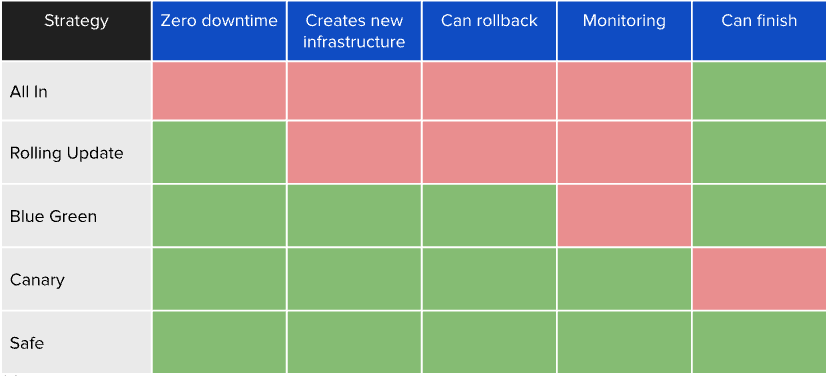 Strategy
Zero downtime
Creates new
infrastructure
Can rollback
Monitoring
Can finish
All In
Rolling Update
Blue Green
Canary
Safe